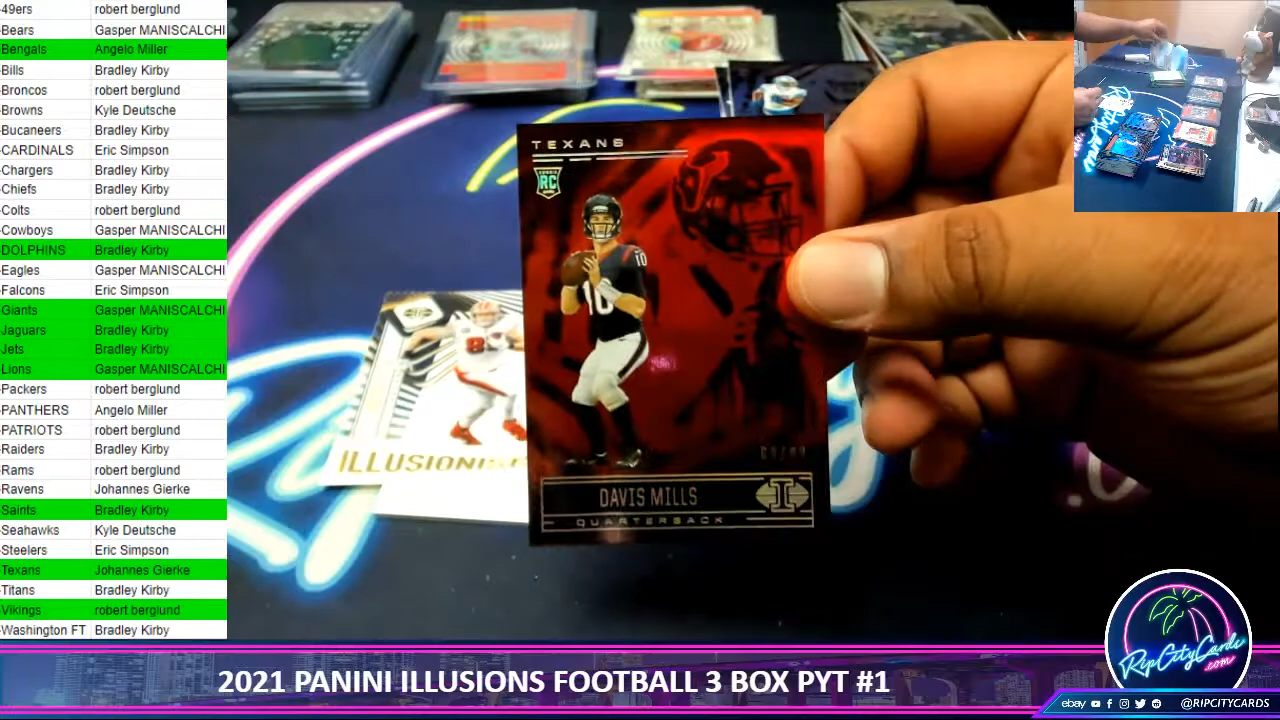 -49ers robert berglund
-Bears Gasper MANISCALCHI
-Bengals Angelo Miller
-Bills Bradley Kirby
-Broncos robert berglund
-Browns Kyle Deutsche
-Bucaneers Bradley Kirby
-CARDINALS Eric Simpson
-Chargers Bradley Kirby
-Chiefs Bradley Kirby
-Colts robert berglund
-Cowboys Gasper MANISCALCHI
-DOLPHINS Bradley Kirby
-Eagles Gasper MANISCALCHI
-Falcons Eric Simpson
-Giants Gasper MANISCALCHI
-Jaguars Bradley Kirby
-Jets Bradley Kirby
-Lions Gasper MANISCALCHI
-Packers robert berglund
-PANTHERS Angelo Miller
-PATRIOTS robert berglund
-Raiders Bradley Kirby
-Rams robert berglund
-Ravens Johannes Gierke
-Saints Bradley Kirby
-Seahawks Kyle Deutsche
-Steelers Eric Simpson
-Texans Johannes Gierke
-Titans Bradley Kirby
-Vikings robert berglund
-Washington FT Bradley Kirby
TEXANS
RC
10
10
DAVIS MILLS
I
QUARTERBACK
2021 PANINI ILLUSIONS FOOTBALL 3 BOX PYT #1
RipCityCards
.com
ebay @RIPCITYCARDS